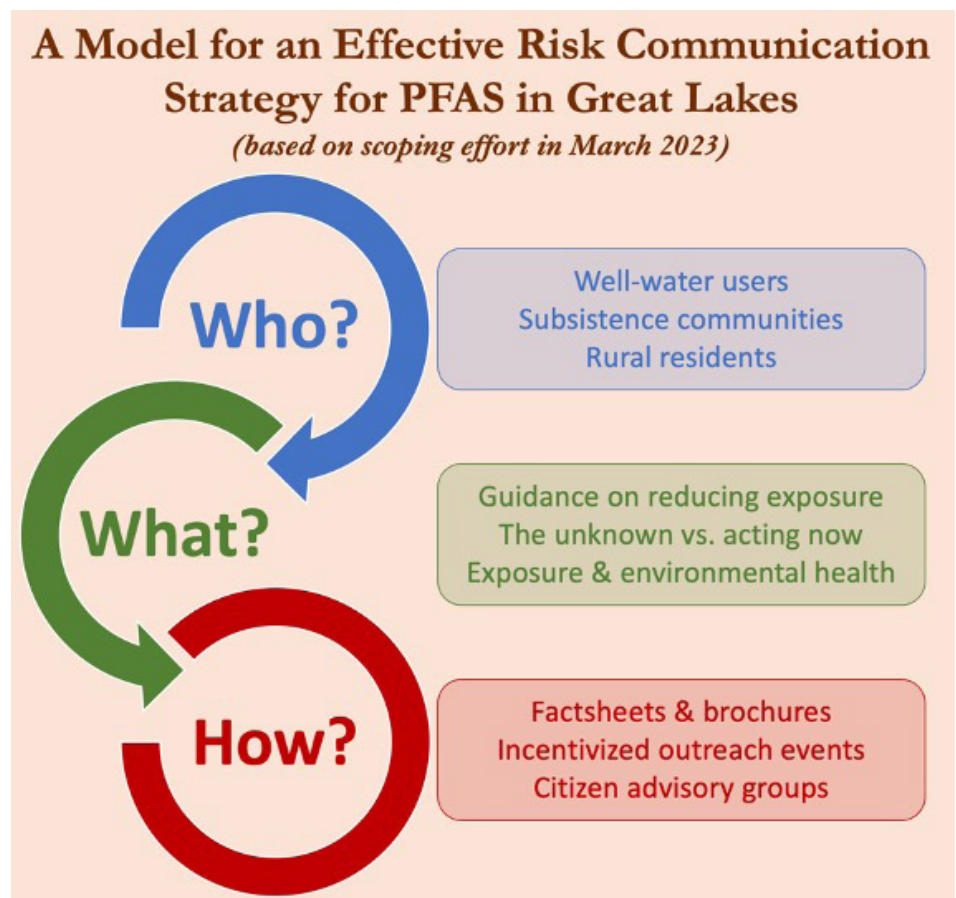 A Model for an Effective Risk Communication
Strategy for PFAS in Great Lakes
(based on scoping effort in March 2023)
Who?
Well-water users
Subsistence communities
Rural residents
What?
Guidance on reducing exposure
The unknown vs. acting now
Exposure & environmental health
How?
Factsheets & brochures
Incentivized outreach events
Citizen advisory groups